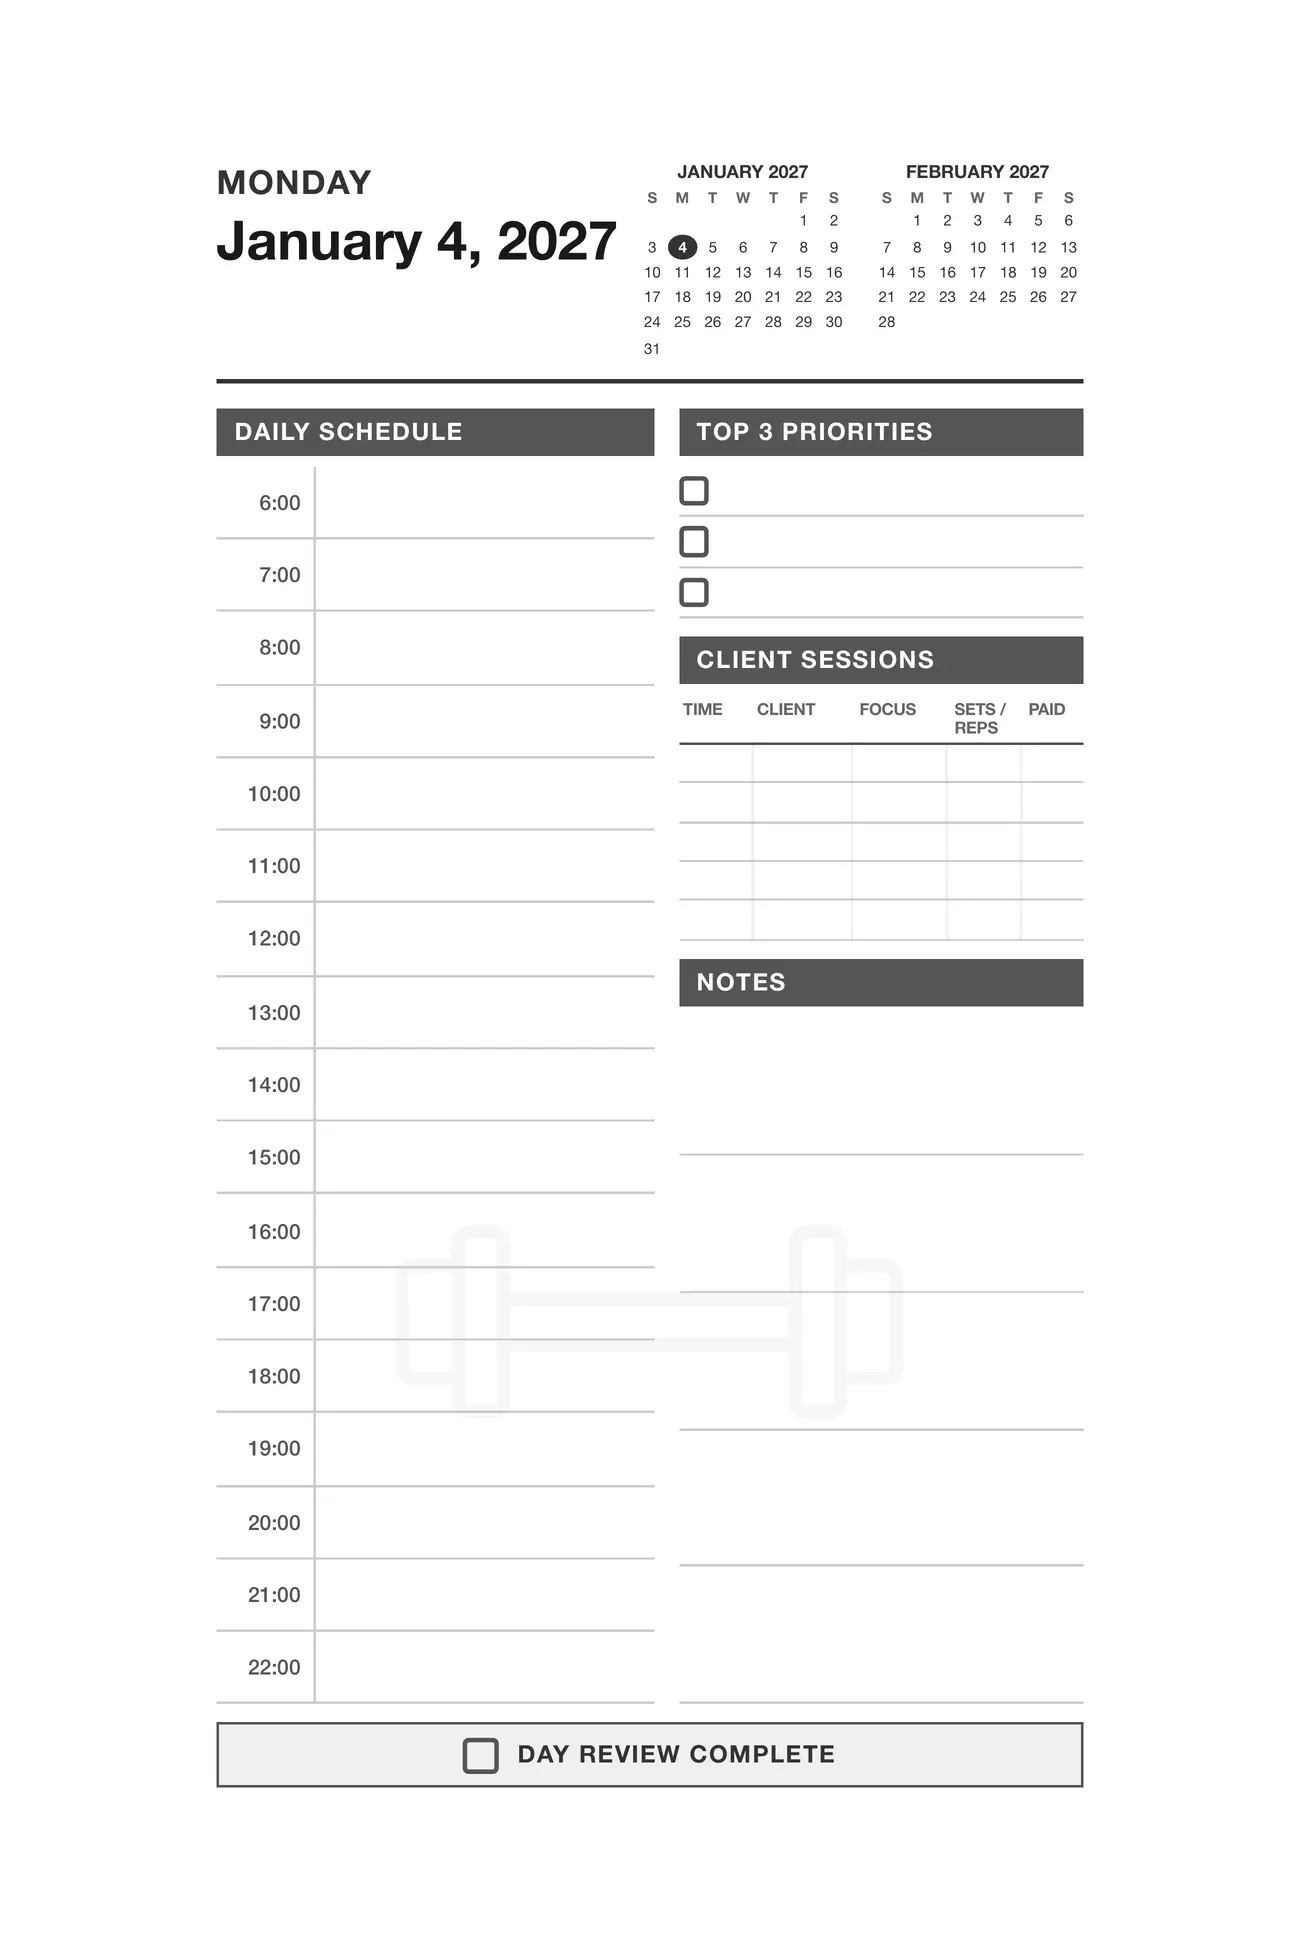 MONDAY
January 4, 2027
JANUARY 2027
S M T W T F S
1 2
3 4 5 6 7 8 9
10 11 12 13 14 15 16
17 18 19 20 21 22 23
24 25 26 27 28 29 30
31
FEBRUARY 2027
S M T W T F S
1 2 3 4 5 6
7 8 9 10 11 12 13
14 15 16 17 18 19 20
21 22 23 24 25 26 27
28
DAILY SCHEDULE
6:00
7:00
8:00
9:00
10:00
11:00
12:00
13:00
14:00
15:00
16:00
17:00
18:00
19:00
20:00
21:00
22:00
TOP 3 PRIORITIES
CLIENT SESSIONS
TIME CLIENT FOCUS SETS / PAID
REPS
NOTES
DAY REVIEW COMPLETE